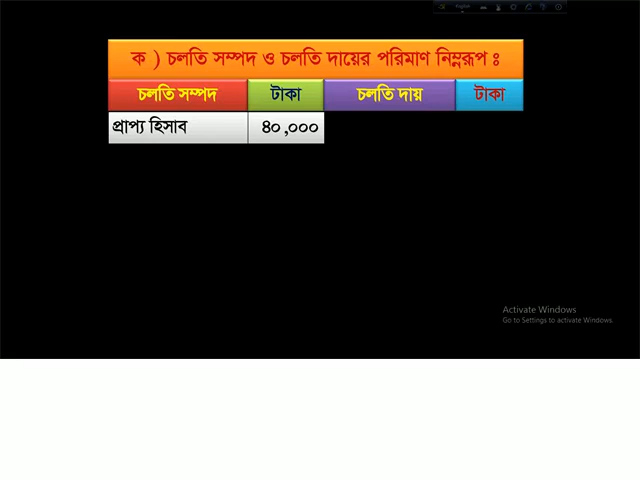 English
ক ) চলতি সম্পদ ও চলতি দায়ের পরিমাণ নিম্নরূপ ঃ
চলতি সম্পদ টাকা চলতি দায় টাকা
প্রাপ্য হিসাব ৪০,০০০
Activate Windows
Go to Settings to activate Windows.